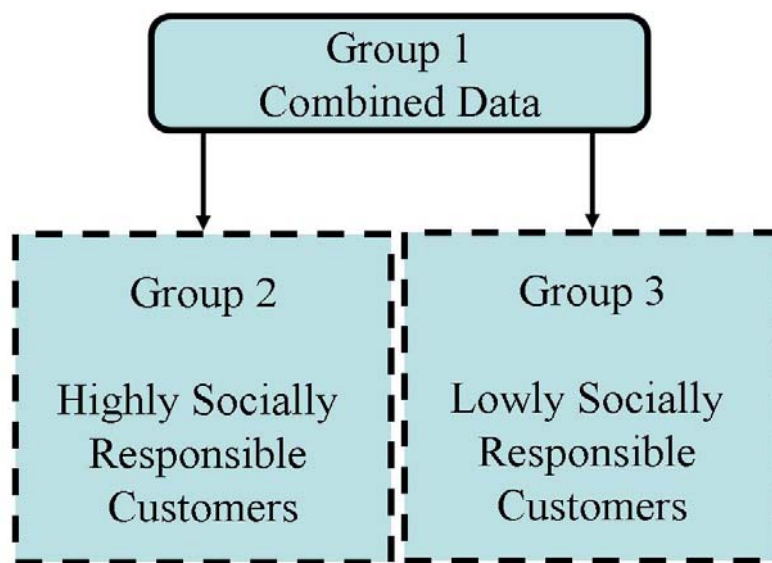 Group 1
Combined Data
Group 2
Highly Socially
Responsible
Customers
Group 3
Lowly Socially
Responsible
Customers